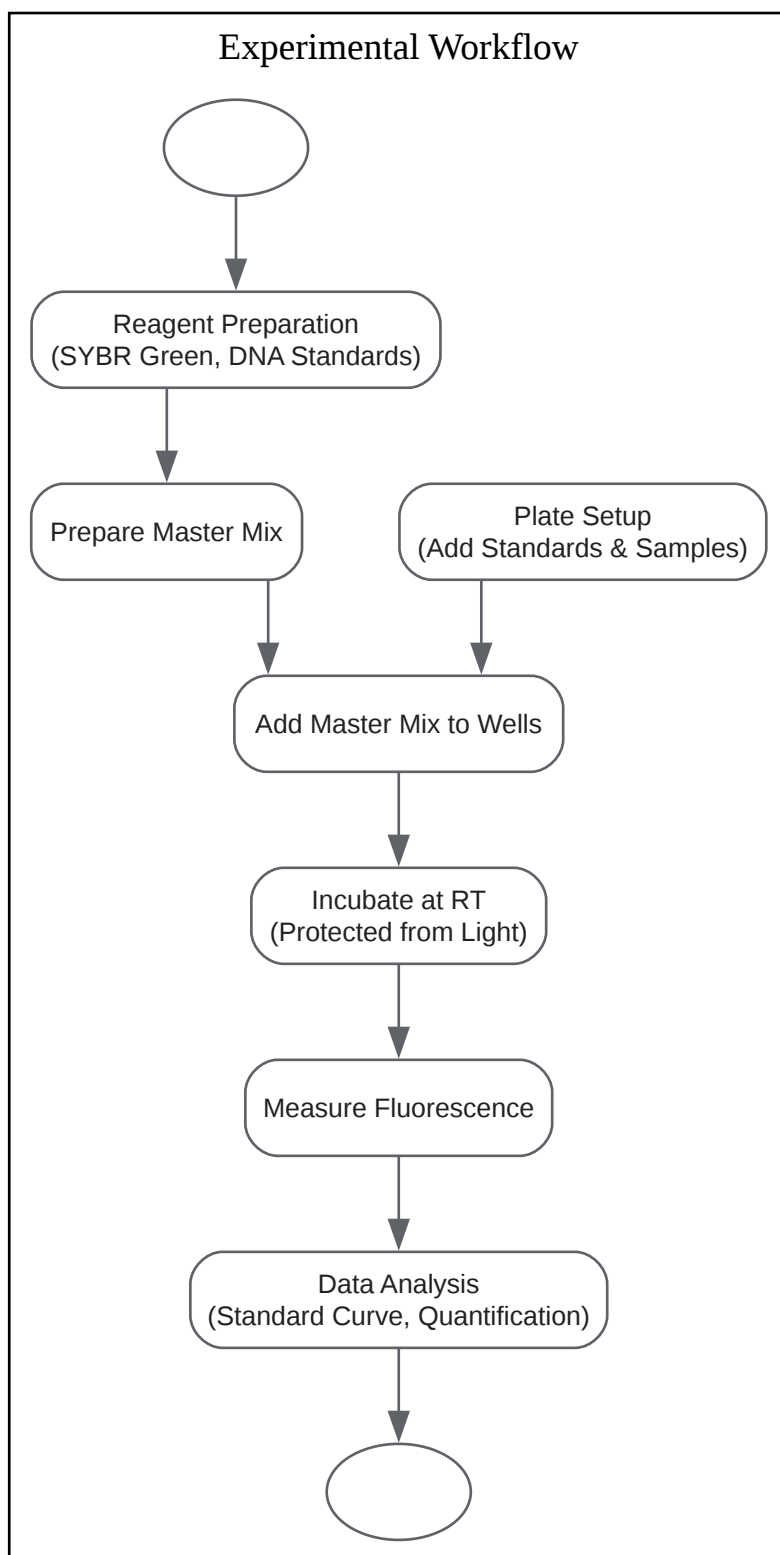 Experimental Workflow
Reagent Preparation
(SYBR Green, DNA Standards)
Prepare Master Mix
Plate Setup
(Add Standards & Samples)
Add Master Mix to Wells
Incubate at RT
(Protected from Light)
Measure Fluorescence
Data Analysis
(Standard Curve, Quantification)